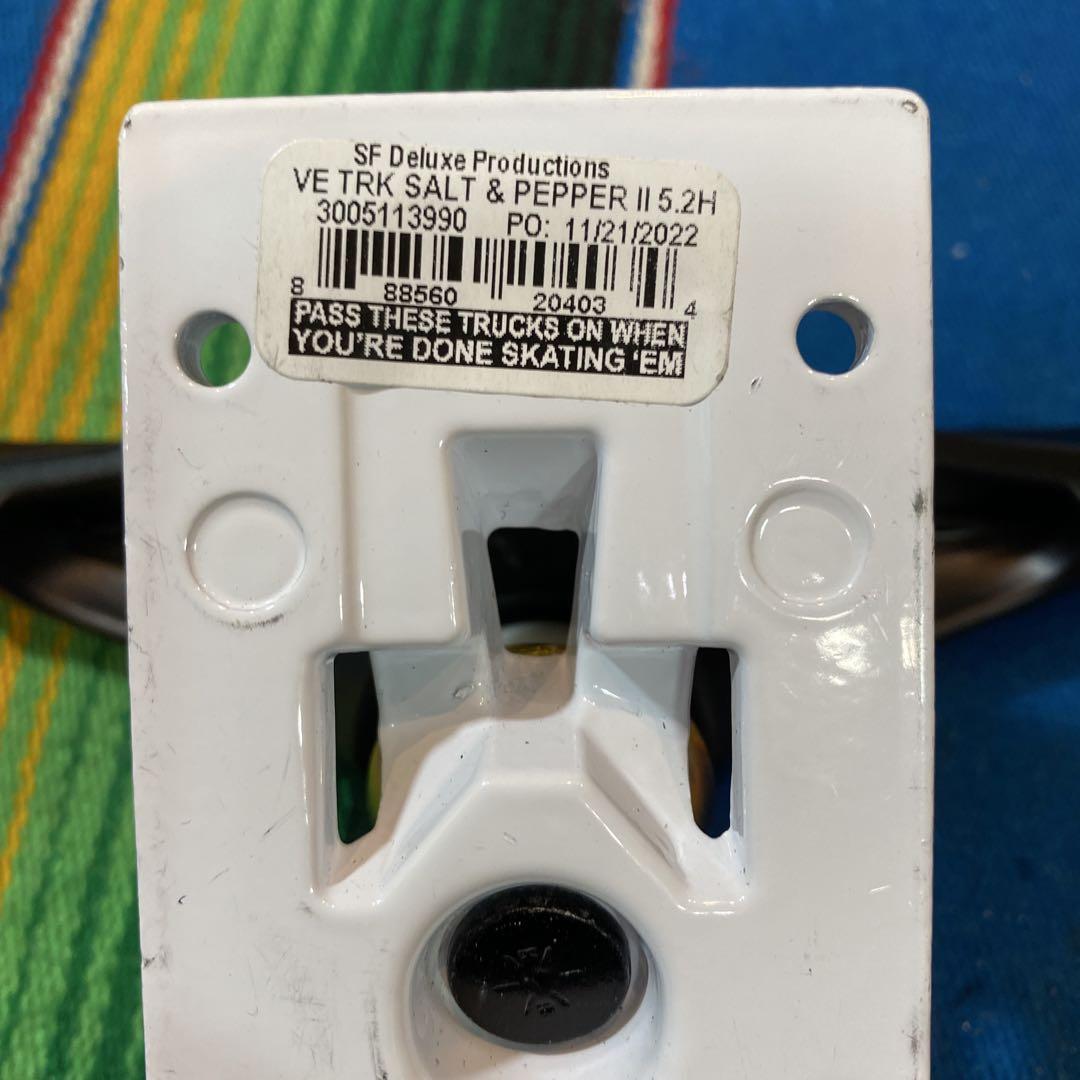 SF Deluxe Productions
VE TRK SALT & PEPPER II 5.2H
3005113990 PO: 11/21/2022
8 88560 20403 4
PASS THESE TRUCKS ON WHEN
YOU'RE DONE SKATING 'EM